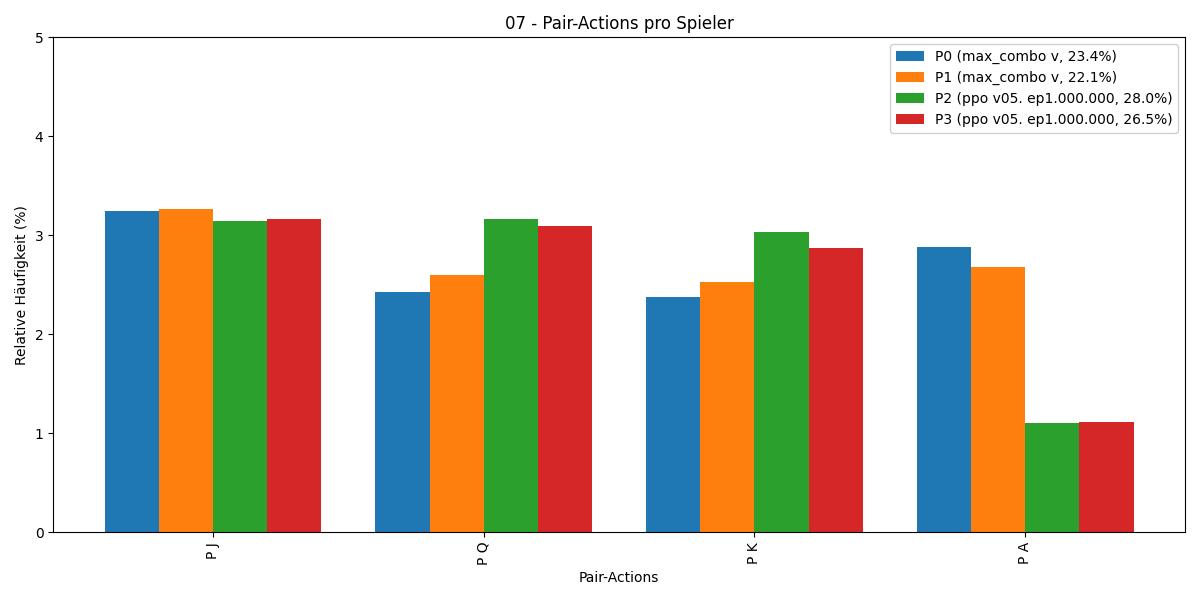 07 - Pair-Actions pro Spieler
P0 (max_combo v, 23.4%)
P1 (max_combo v, 22.1%)
P2 (ppo v05. ep1.000.000, 28.0%)
P3 (ppo v05. ep1.000.000, 26.5%)
Relative Häufigkeit (%)
5
4
3
2
1
0
P J
P Q
P K
P A
Pair-Actions